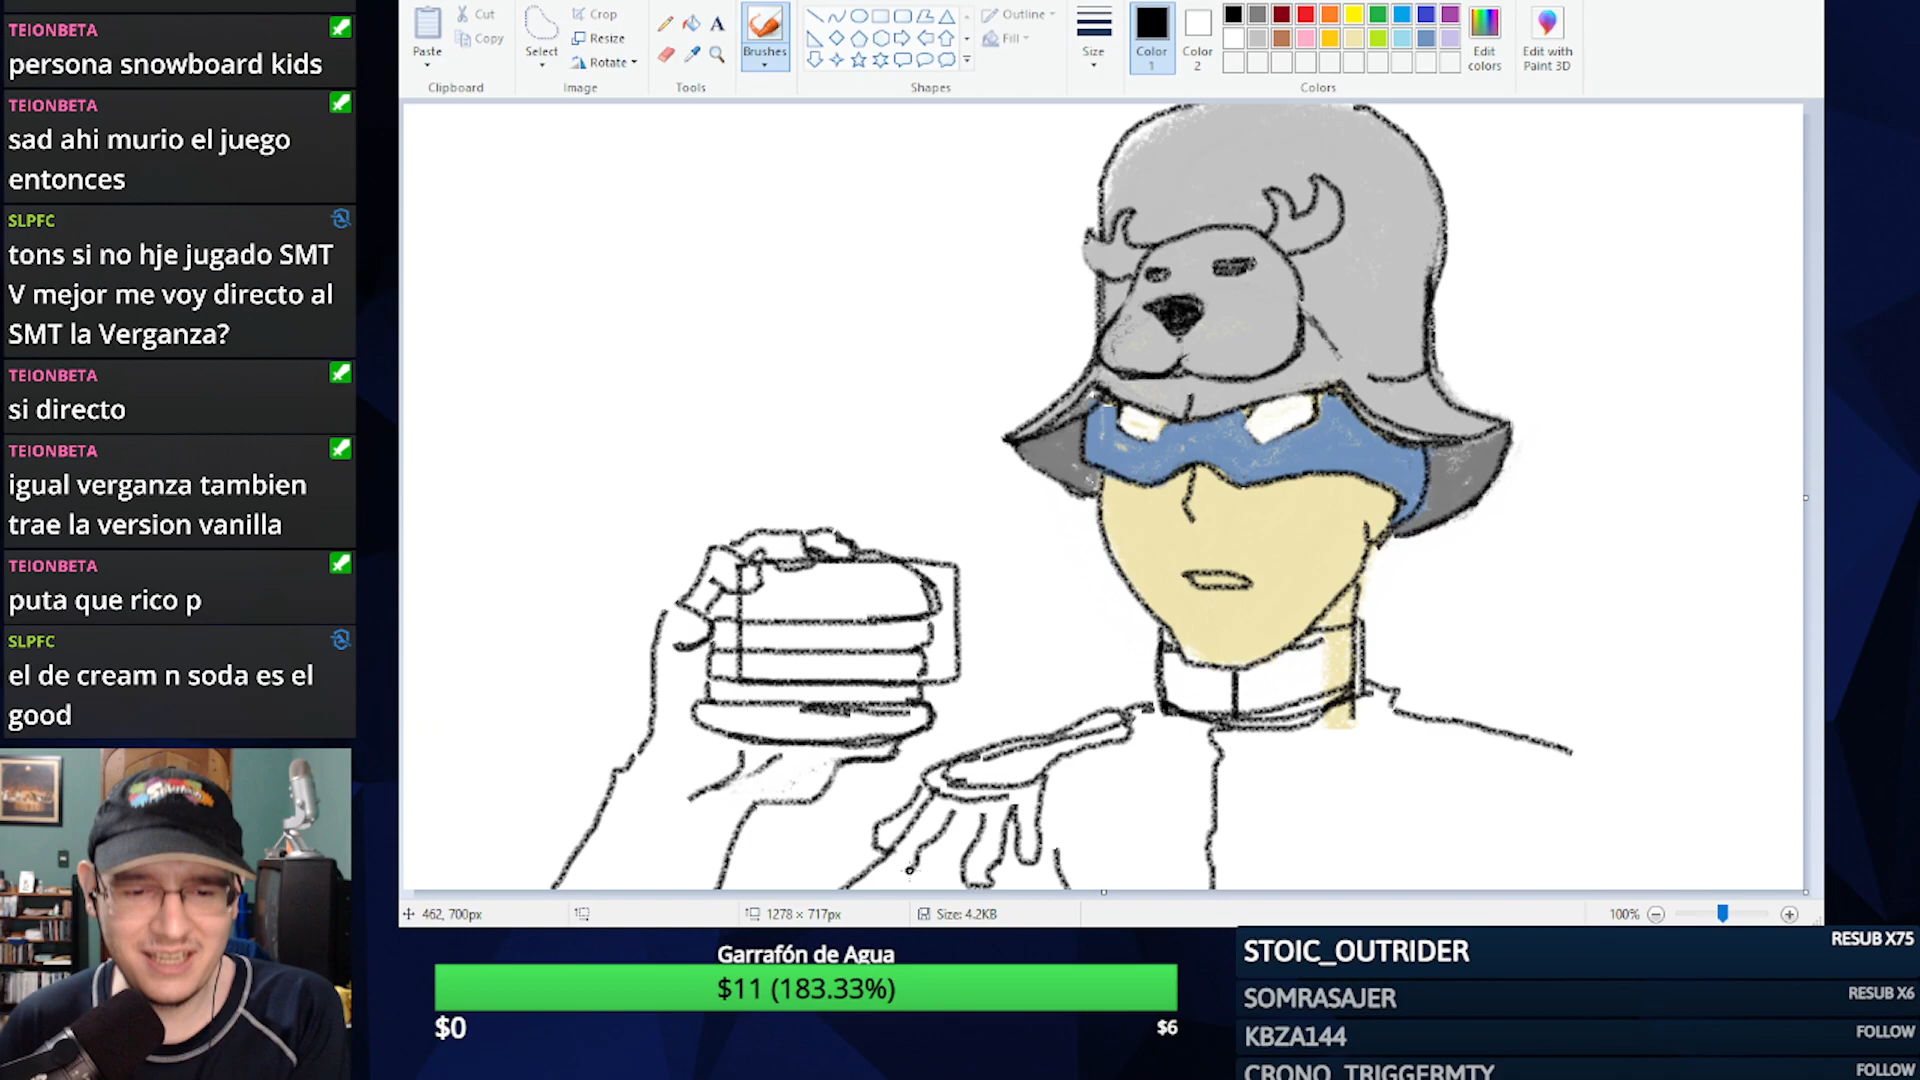 TEIONBETA
persona snowboard kids
TEIONBETA
sad ahi murio el juego
entonces
SLPFC
tons si no hje jugado SMT
V mejor me voy directo al
SMT la Verganza?
TEIONBETA
si directo
TEIONBETA
igual verganza tambien
trae la version vanilla
TEIONBETA
puta que rico p
SLPFC
el de cream n soda es el
good
Paste
Cut
Copy
Clipboard
Select
Crop
Resize
Rotate
Image
A
Tools
Brushes
Outline
Fill
Shapes
Size
Color
1
Color
2
Edit
colors
Colors
Edit with
Paint 3D
462, 700px
1278 × 717px
Size: 4.2KB
100%
Garrafón de Agua
$11 (183.33%)
$0
$6
STOIC_OUTRIDER
RESUB X75
SOMRASAJER
RESUB X6
KBZA144
FOLLOW
CRONO_TRIGGERMTY
FOLLOW